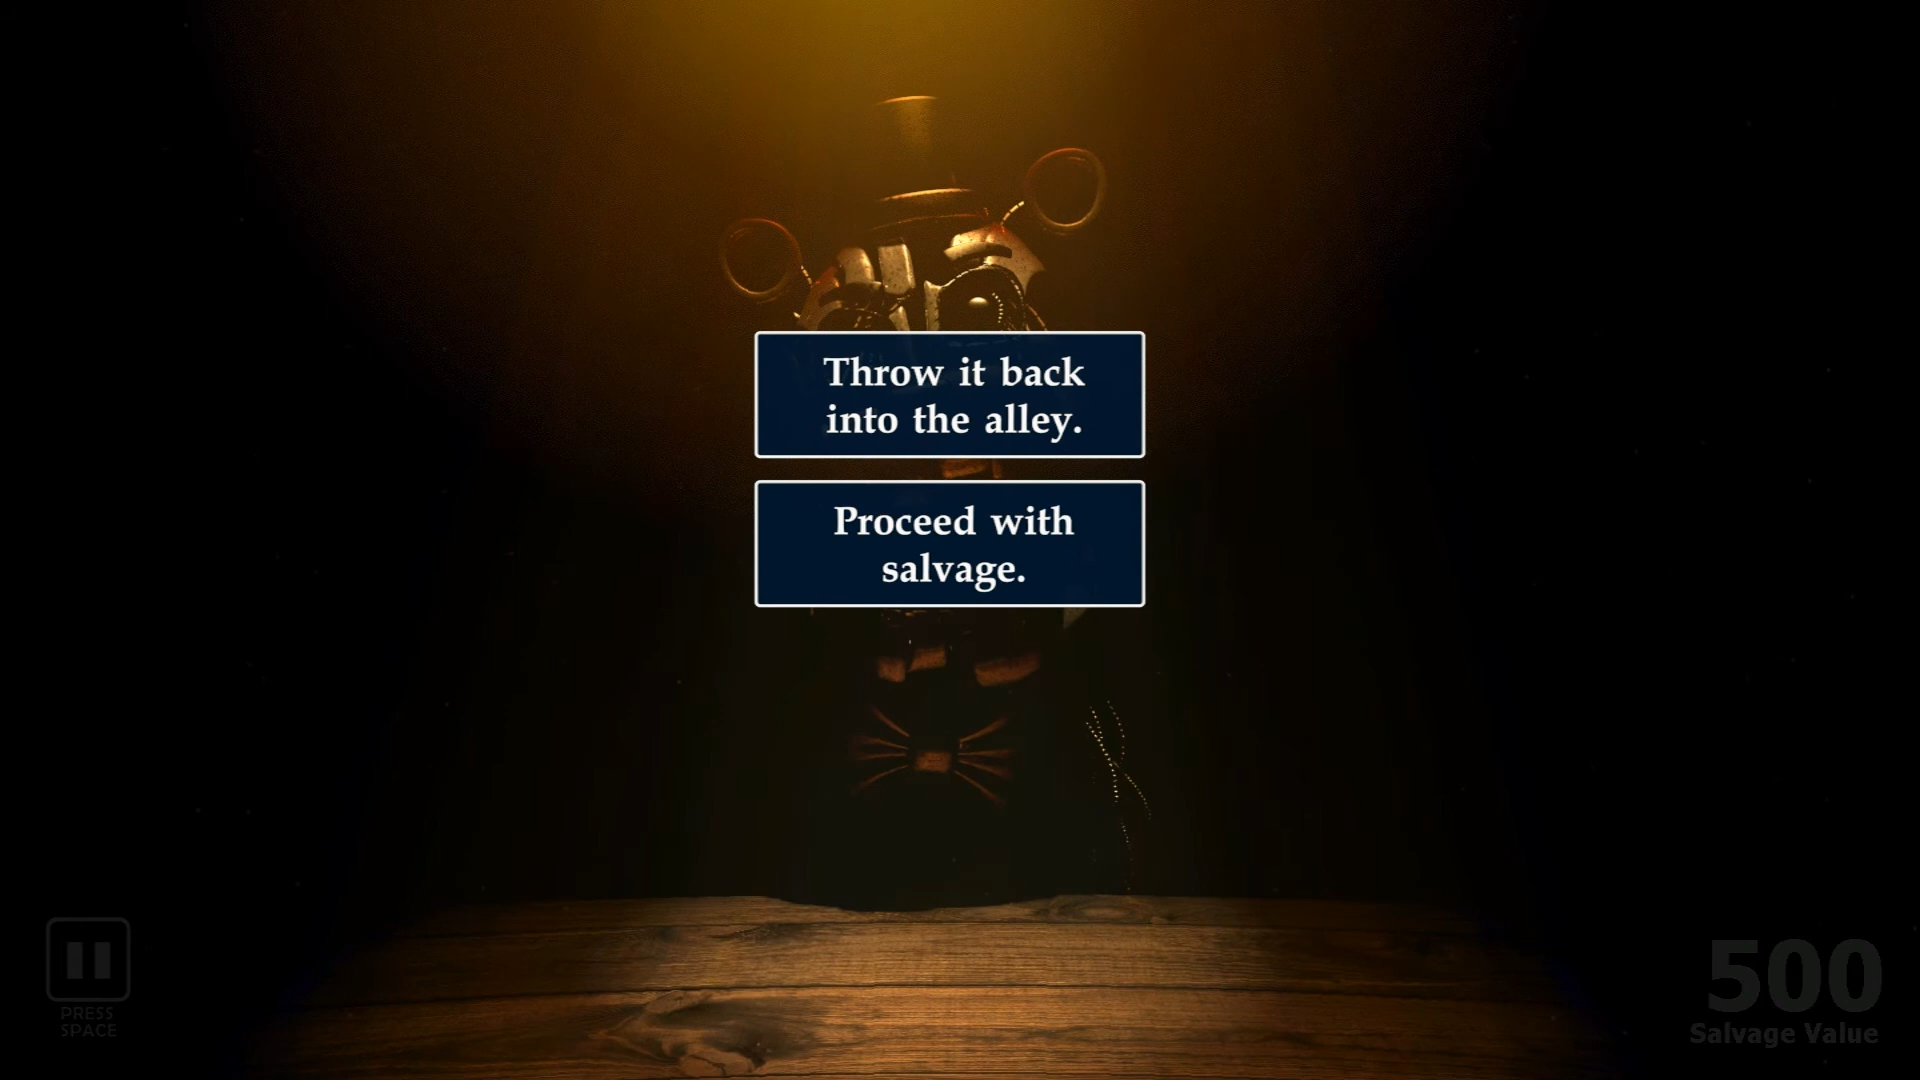 Throw it back
into the alley.
Proceed with
salvage.
PRESS
SPACE
500
Salvage Value